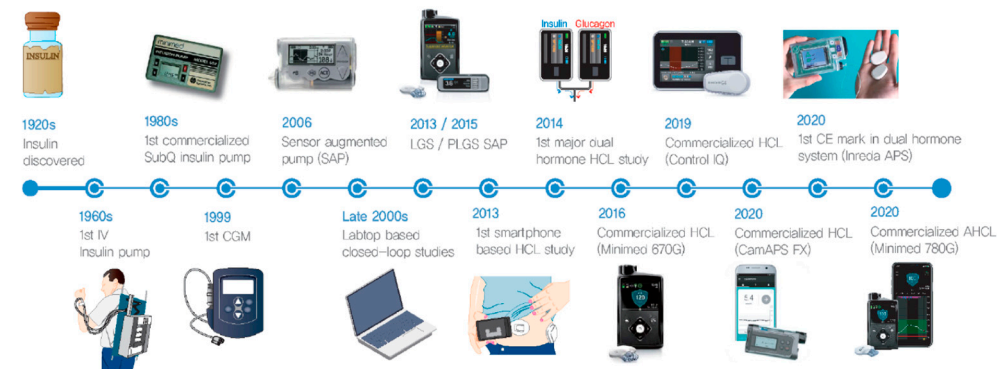 INSULIN
minimed
Insulin
Glucagon
1920s
Insulin
discovered
1980s
1st commercialized
SubQ insulin pump
2006
Sensor augmented
pump (SAP)
2013 / 2015
LGS / PLGS SAP
2014
1st major dual
hormone HCL study
2019
Commercialized HCL
(Control IQ)
2020
1st CE mark in dual hormone
system (Inreda APS)
1960s
1st IV
Insulin pump
1999
1st CGM
Late 2000s
Labtop based
closed-loop studies
2013
1st smartphone
based HCL study
2016
Commercialized HCL
(Minimed 670G)
2020
Commercialized HCL
(CamAPS FX)
2020
Commercialized AHCL
(Minimed 780G)
5.4